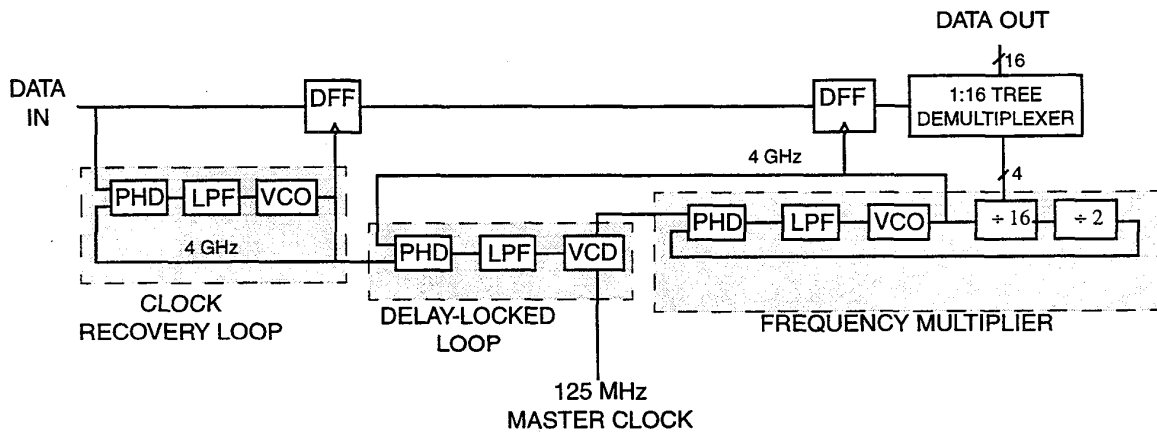 DATA OUT
16
DATA
IN
DFF
DFF
1:16 TREE
DEMULTIPLEXER
4 GHz
4
PHD
LPF
VCO
PHD
LPF
VCO
÷ 16
÷ 2
4 GHz
PHD
LPF
VCD
CLOCK
RECOVERY LOOP
DELAY-LOCKED
LOOP
FREQUENCY MULTIPLIER
125 MHz
MASTER CLOCK